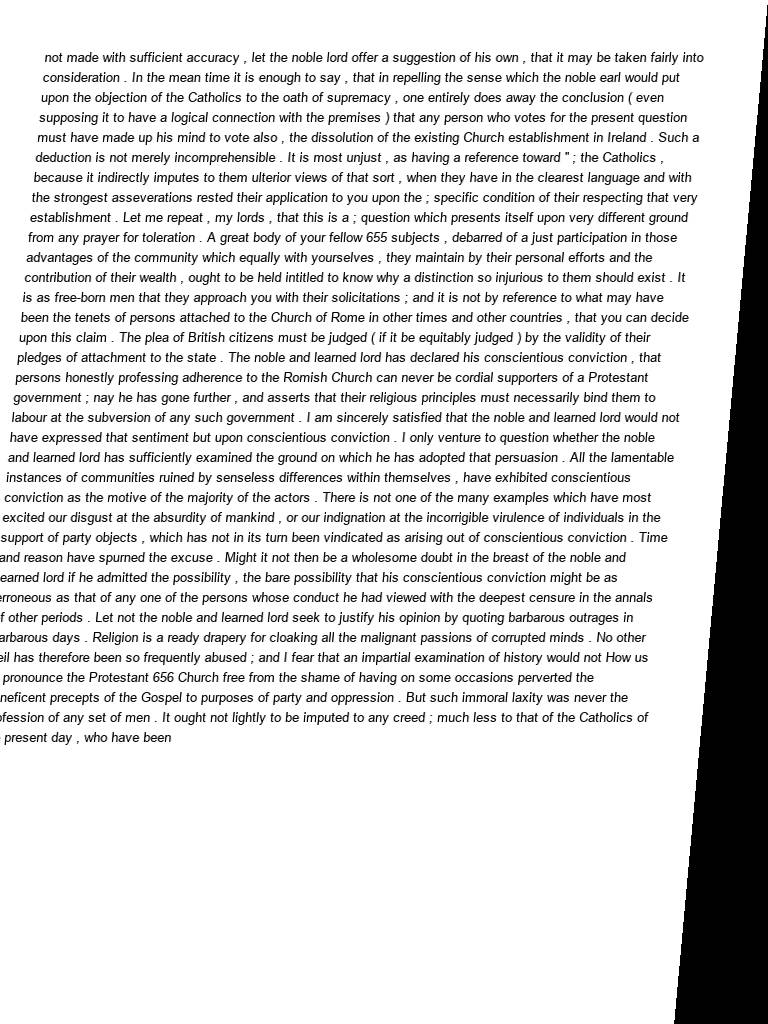 not made with sufficient accuracy , let the noble lord offer a suggestion of his own , that it may be taken fairly into
consideration . In the mean time it is enough to say , that in repelling the sense which the noble earl would put
upon the objection of the Catholics to the oath of supremacy , one entirely does away the conclusion ( even
supposing it to have a logical connection with the premises ) that any person who votes for the present question
must have made up his mind to vote also , the dissolution of the existing Church establishment in Ireland . Such a
deduction is not merely incomprehensible . It is most unjust , as having a reference toward " ; the Catholics ,
because it indirectly imputes to them ulterior views of that sort , when they have in the clearest language and with
the strongest asseverations rested their application to you upon the ; specific condition of their respecting that very
establishment . Let me repeat , my lords , that this is a ; question which presents itself upon very different ground
from any prayer for toleration . A great body of your fellow 655 subjects , debarred of a just participation in those
advantages of the community which equally with yourselves , they maintain by their personal efforts and the
contribution of their wealth , ought to be held intitled to know why a distinction so injurious to them should exist . It
is as free-born men that they approach you with their solicitations ; and it is not by reference to what may have
been the tenets of persons attached to the Church of Rome in other times and other countries , that you can decide
upon this claim . The plea of British citizens must be judged ( if it be equitably judged ) by the validity of their
pledges of attachment to the state . The noble and learned lord has declared his conscientious conviction , that
persons honestly professing adherence to the Romish Church can never be cordial supporters of a Protestant
government ; nay he has gone further , and asserts that their religious principles must necessarily bind them to
labour at the subversion of any such government . I am sincerely satisfied that the noble and learned lord would not
have expressed that sentiment but upon conscientious conviction . I only venture to question whether the noble
and learned lord has sufficiently examined the ground on which he has adopted that persuasion . All the lamentable
instances of communities ruined by senseless differences within themselves , have exhibited conscientious
conviction as the motive of the majority of the actors . There is not one of the many examples which have most
excited our disgust at the absurdity of mankind , or our indignation at the incorrigible virulence of individuals in the
support of party objects , which has not in its turn been vindicated as arising out of conscientious conviction . Time
and reason have spurned the excuse . Might it not then be a wholesome doubt in the breast of the noble and
earned lord if he admitted the possibility , the bare possibility that his conscientious conviction might be as
erroneous as that of any one of the persons whose conduct he had viewed with the deepest censure in the annals
f other periods . Let not the noble and learned lord seek to justify his opinion by quoting barbarous outrages in
arbarous days . Religion is a ready drapery for cloaking all the malignant passions of corrupted minds . No other
eil has therefore been so frequently abused ; and I fear that an impartial examination of history would not How us
pronounce the Protestant 656 Church free from the shame of having on some occasions perverted the
neficent precepts of the Gospel to purposes of party and oppression . But such immoral laxity was never the
ofession of any set of men . It ought not lightly to be imputed to any creed ; much less to that of the Catholics of
present day , who have been